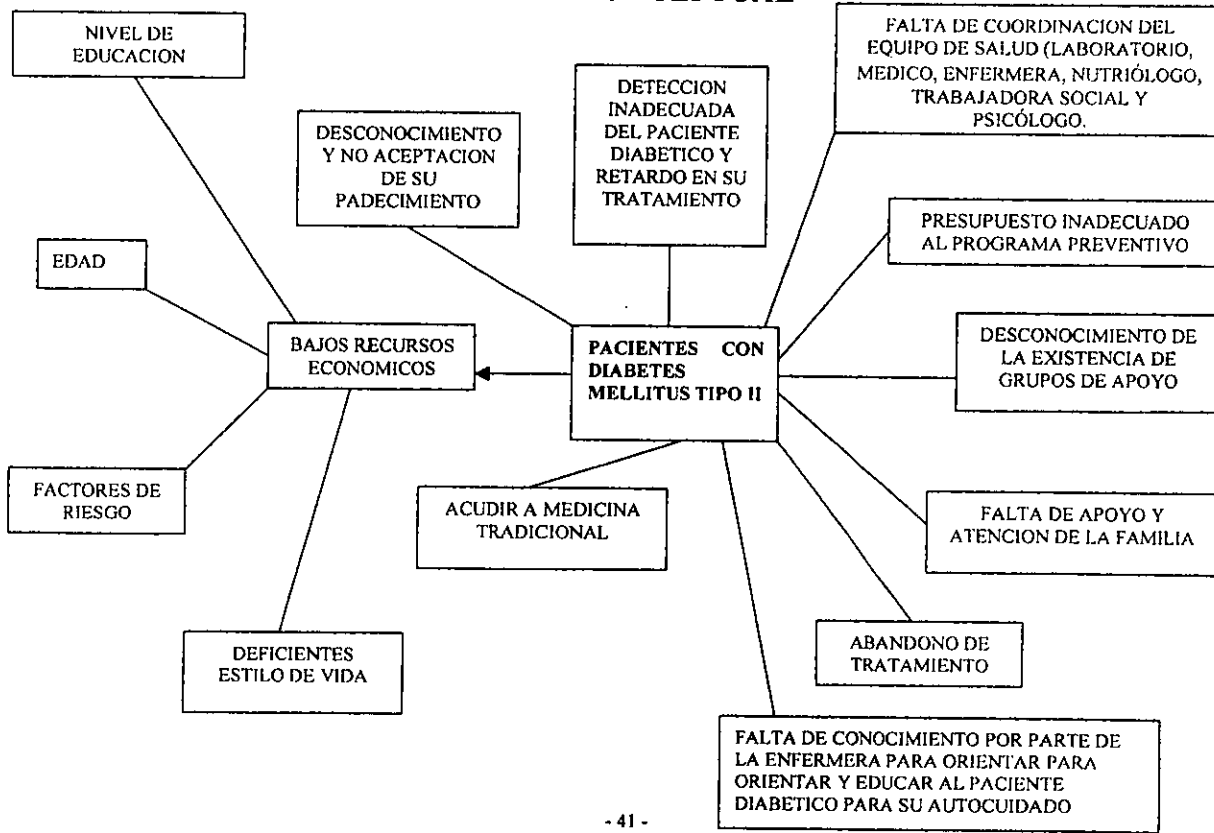 NIVEL DE
EDUCACION
DESCONOCIMIENTO
Y NO ACEPTACION
DE SU
PADECIMIENTO
DETECCION
INADECUADA
DEL PACIENTE
DIABETICO Y
RETARDO EN SU
TRATAMIENTO
FALTA DE COORDINACION DEL
EQUIPO DE SALUD (LABORATORIO,
MEDICO, ENFERMERA, NUTRIÓLOGO,
TRABAJADORA SOCIAL Y
PSICÓLOGO.
PRESUPUESTO INADECUADO
AL PROGRAMA PREVENTIVO
EDAD
BAJOS RECURSOS
ECONOMICOS
PACIENTES CON
DIABETES
MELLITUS TIPO II
DESCONOCIMIENTO DE
LA EXISTENCIA DE
GRUPOS DE APOYO
FACTORES DE
RIESGO
ACUDIR A MEDICINA
TRADICIONAL
FALTA DE APOYO Y
ATENCION DE LA FAMILIA
DEFICIENTES
ESTILO DE VIDA
ABANDONO DE
TRATAMIENTO
FALTA DE CONOCIMIENTO POR PARTE DE
LA ENFERMERA PARA ORIENTAR PARA
ORIENTAR Y EDUCAR AL PACIENTE
DIABETICO PARA SU AUTOCUIDADO
- 41 -